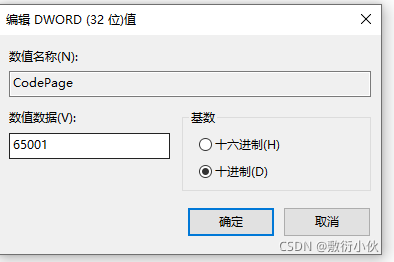 编辑 DWORD (32 位)值
数值名称(N):
CodePage
数值数据(V):
65001
基数
十六进制(H)
十进制(D)
确定
取消
CSDN @敷衍小伙